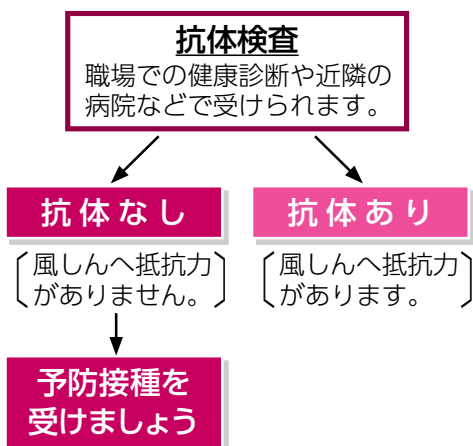 抗体検査
職場での健康診断や近隣の
病院などで受けられます。
抗体なし
風しんへ抵抗力
がありません。
抗体あり
風しんへ抵抗力
があります。
予防接種を
受けましょう